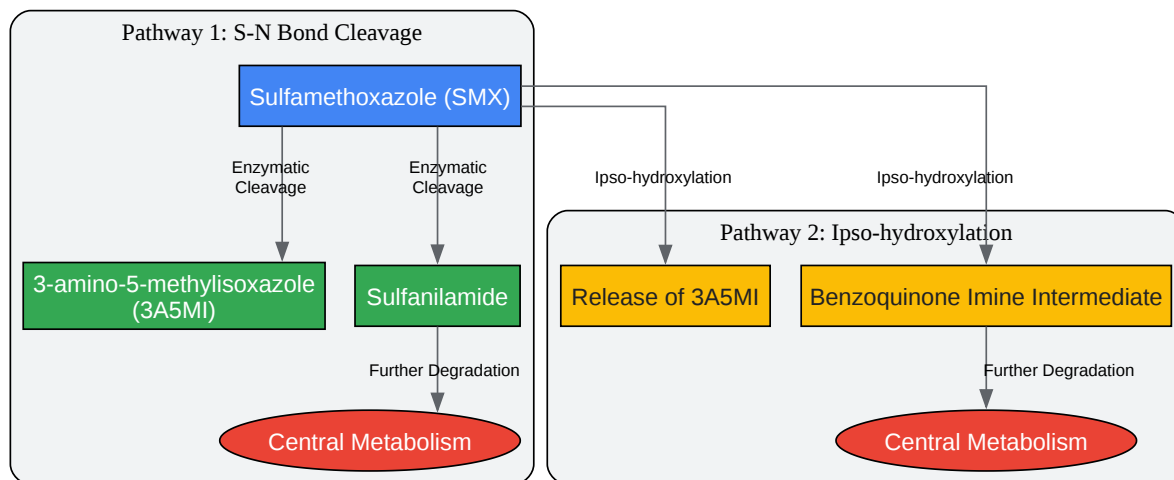 Pathway 1: S-N Bond Cleavage
Sulfamethoxazole (SMX)
Enzymatic
Cleavage
Enzymatic
Cleavage
Ipso-hydroxylation
Ipso-hydroxylation
Pathway 2: Ipso-hydroxylation
3-amino-5-methylisoxazole
(3A5MI)
Sulfanilamide
Release of 3A5MI
Benzoquinone Imine Intermediate
Further Degradation
Further Degradation
Central Metabolism
Central Metabolism